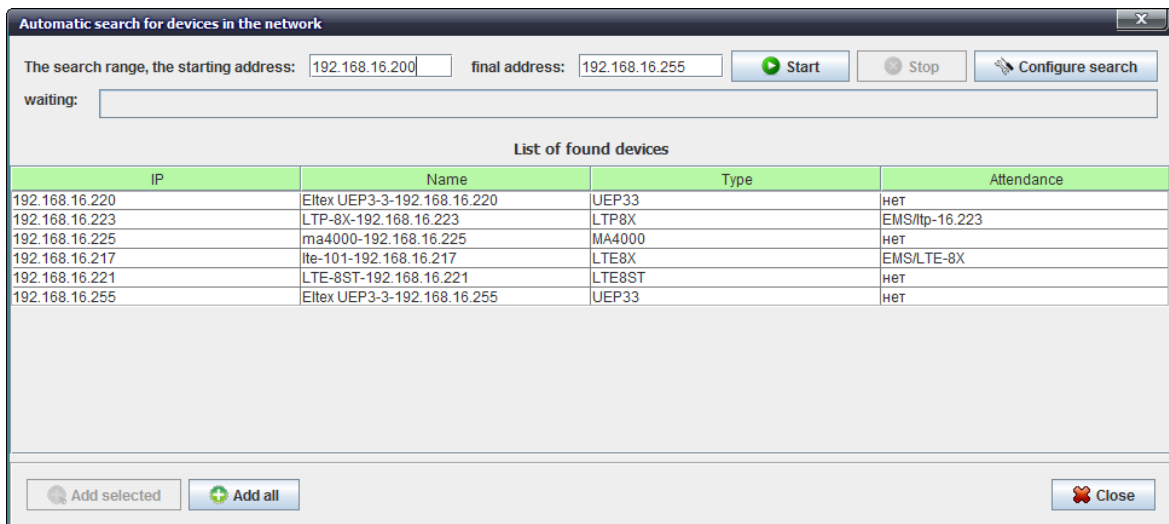 Automatic search for devices in the network
The search range, the starting address: 192.168.16.200 final address: 192.168.16.255 Start Stop Configure search
waiting:
List of found devices
IP Name Type Attendance
192.168.16.220 Eltex UEP3-3-192.168.16.220 UEP33 нет
192.168.16.223 LTP-8X-192.168.16.223 LTP8X EMS/ltp-16.223
192.168.16.225 ma4000-192.168.16.225 MA4000 нет
192.168.16.217 lte-101-192.168.16.217 LTE8X EMS/LTE-8X
192.168.16.221 LTE-8ST-192.168.16.221 LTE8ST нет
192.168.16.255 Eltex UEP3-3-192.168.16.255 UEP33 нет
Add selected Add all Close